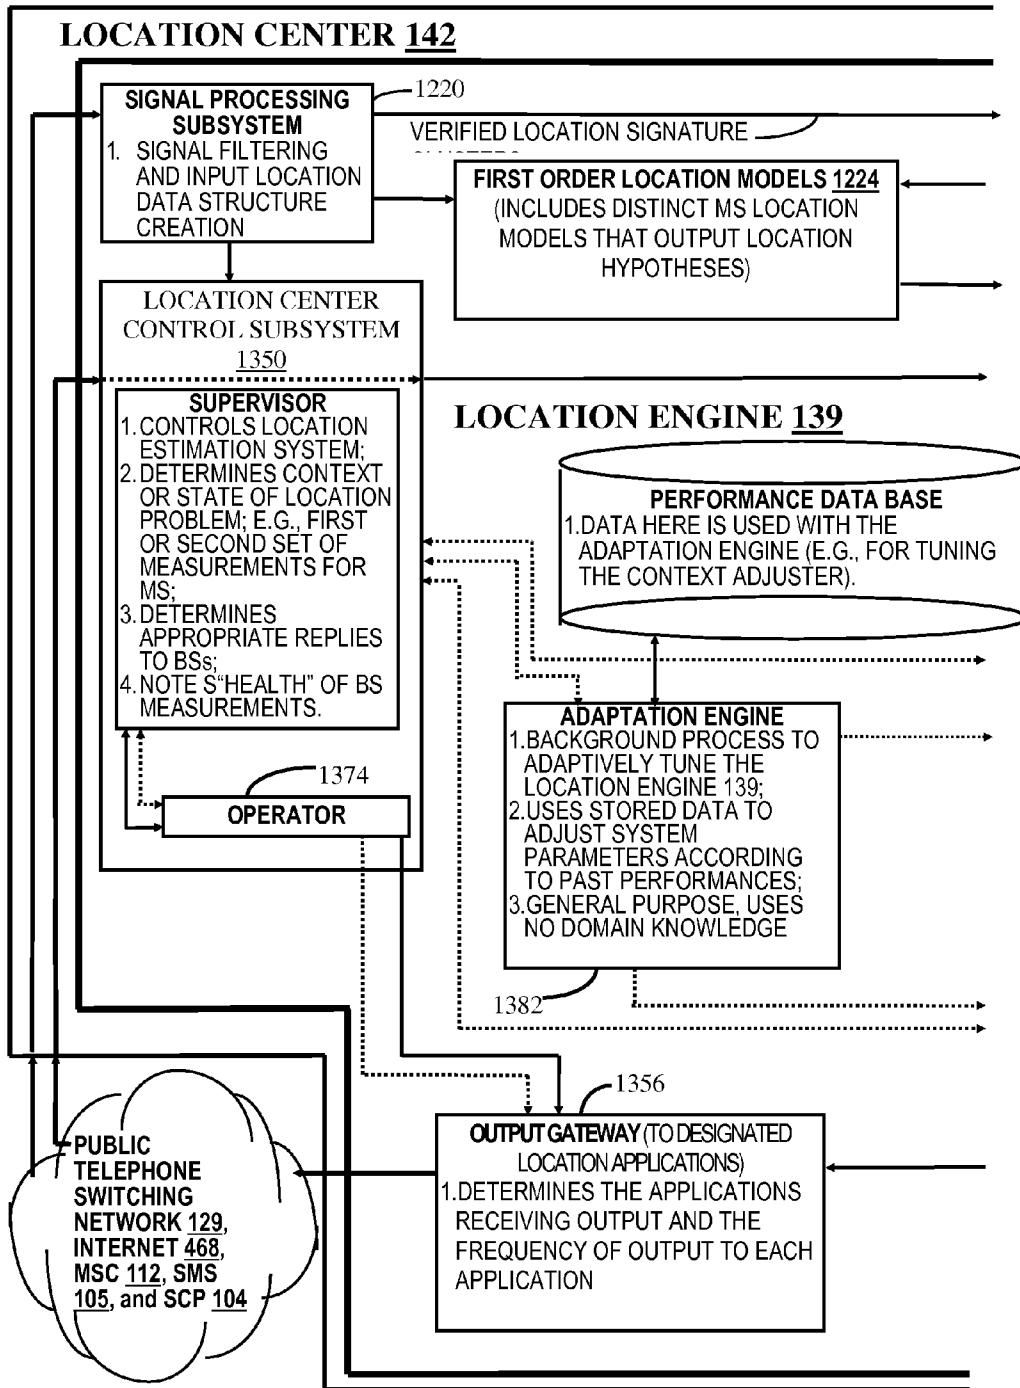 LOCATION CENTER 142
SIGNAL PROCESSING
SUBSYSTEM
1. SIGNAL FILTERING
AND INPUT LOCATION
DATA STRUCTURE
CREATION
1220
VERIFIED LOCATION SIGNATURE
FIRST ORDER LOCATION MODELS 1224
(INCLUDES DISTINCT MS LOCATION
MODELS THAT OUTPUT LOCATION
HYPOTHESES)
LOCATION CENTER
CONTROL SUBSYSTEM
1350
SUPERVISOR
1. CONTROLS LOCATION
ESTIMATION SYSTEM;
2. DETERMINES CONTEXT
OR STATE OF LOCATION
PROBLEM; E.G., FIRST
OR SECOND SET OF
MEASUREMENTS FOR
MS;
3. DETERMINES
APPROPRIATE REPLIES
TO BSs;
4. NOTE S"HEALTH" OF BS
MEASUREMENTS.
1374
OPERATOR
LOCATION ENGINE 139
PERFORMANCE DATA BASE
1. DATA HERE IS USED WITH THE
ADAPTATION ENGINE (E.G., FOR TUNING
THE CONTEXT ADJUSTER).
ADAPTATION ENGINE
1. BACKGROUND PROCESS TO
ADAPTIVELY TUNE THE
LOCATION ENGINE 139;
2. USES STORED DATA TO
ADJUST SYSTEM
PARAMETERS ACCORDING
TO PAST PERFORMANCES;
3. GENERAL PURPOSE, USES
NO DOMAIN KNOWLEDGE
1382
1356
OUTPUT GATEWAY (TO DESIGNATED
LOCATION APPLICATIONS)
1. DETERMINES THE APPLICATIONS
RECEIVING OUTPUT AND THE
FREQUENCY OF OUTPUT TO EACH
APPLICATION
PUBLIC
TELEPHONE
SWITCHING
NETWORK 129,
INTERNET 468,
MSC 112, SMS
105, and SCP 104